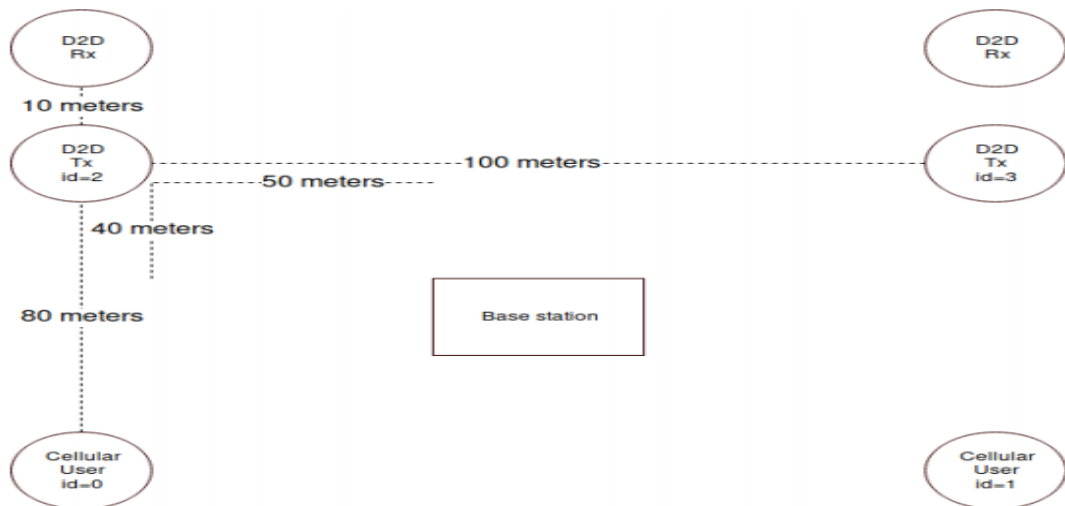 D2D
Rx
D2D
Rx
10 meters
D2D
Tx
id=2
100 meters
D2D
Tx
id=3
50 meters
40 meters
80 meters
Base station
Cellular
User
id=0
Cellular
User
id=1